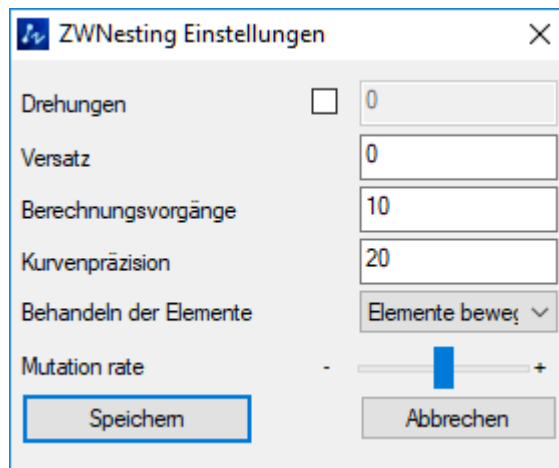 ZWNesting Einstellungen
Drehungen 0
Versatz 0
Berechnungsvorgänge 10
Kurvenpräzision 20
Behandeln der Elemente Elemente beweg
Mutation rate - +
Speichern Abbrechen